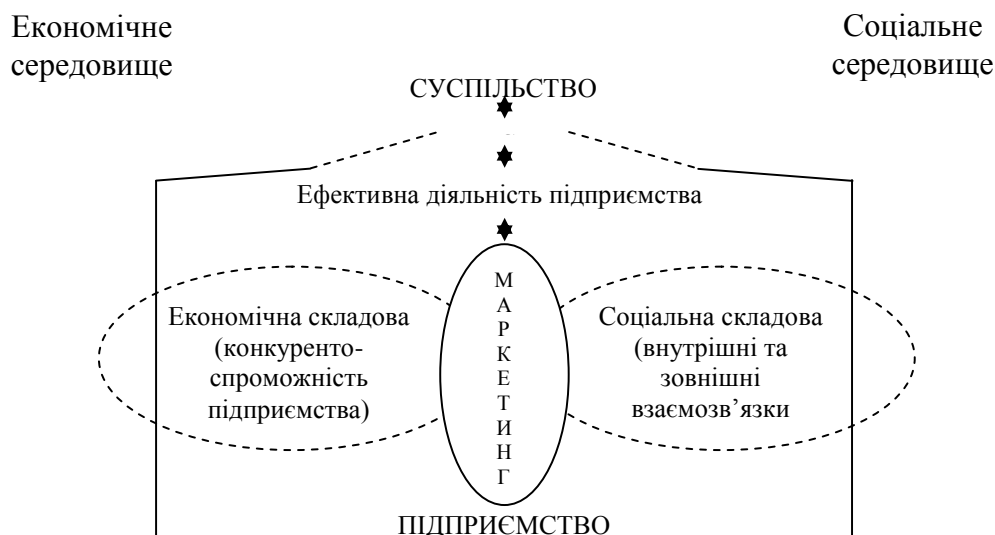 Економічне
середовище
Соціальне
середовище
СУСПІЛЬСТВО
Ефективна діяльність підприємства
Економічна складова
(конкуренто-
спроможність
підприємства)
М
А
Р
К
Е
Т
И
Н
Г
Соціальна складова
(внутрішні та
зовнішні
взаємозв’язки
ПІДПРИЄМСТВО